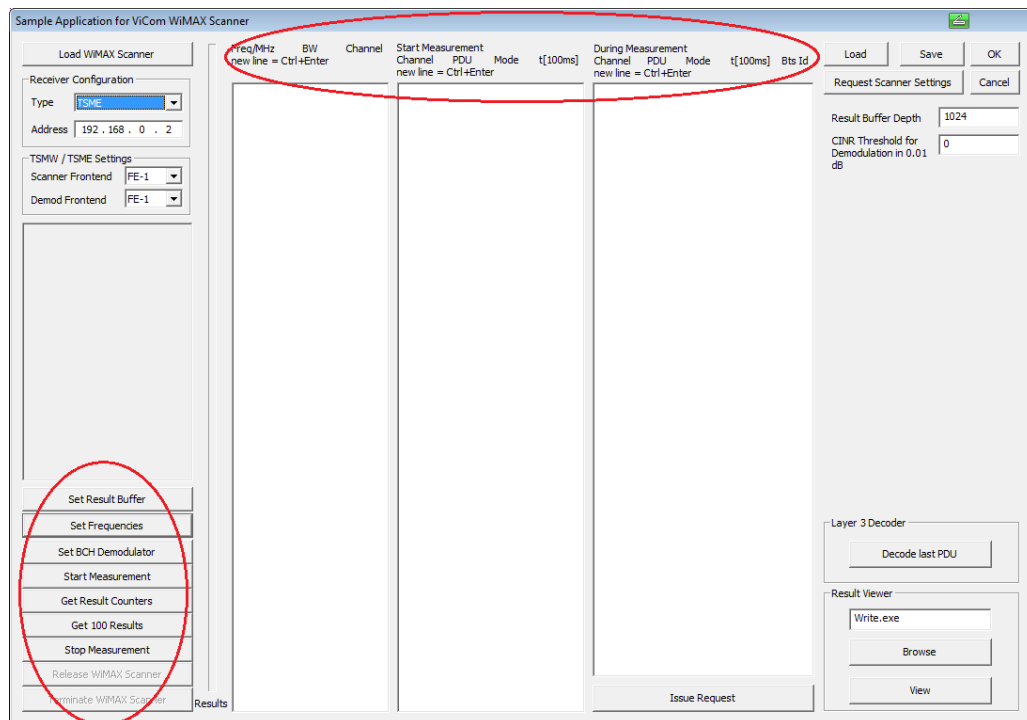 Sample Application for ViCom WiMAX Scanner
Load WiMAX Scanner
Receiver Configuration
Type TSME
Address 192 . 168 . 0 . 2
TSMW / TSME Settings
Scanner Frontend FE-1
Demod Frontend FE-1
Set Result Buffer
Set Frequencies
Set BCH Demodulator
Start Measurement
Get Result Counters
Get 100 Results
Stop Measurement
Release WiMAX Scanner
Terminate WiMAX Scanner
Results
Freq/MHz BW Channel
new line = Ctrl+Enter
Start Measurement
Channel PDU Mode t[100ms]
new line = Ctrl+Enter
During Measurement
Channel PDU Mode t[100ms] Bts Id
new line = Ctrl+Enter
Issue Request
Load Save OK
Request Scanner Settings Cancel
Result Buffer Depth 1024
CINR Threshold for 0
Demodulation in 0.01
dB
Layer 3 Decoder
Decode last PDU
Result Viewer
Write.exe
Browse
View